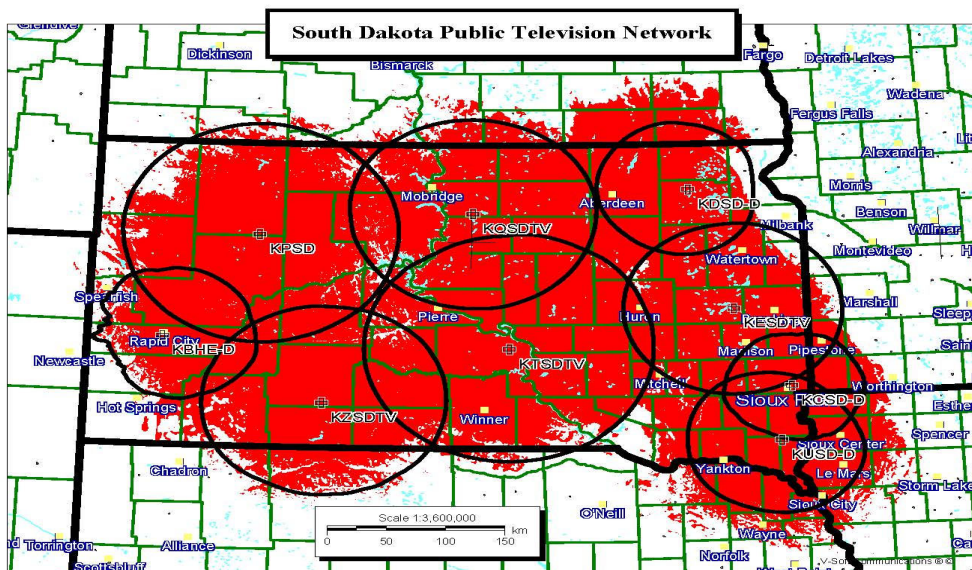 South Dakota Public Television Network
Glendive
Dickinson
Bismarck
Fargo
Detroit Lakes
Wadena
Fergus Falls
Alexandria
Morris
Benson
Willmar
Montevideo
Mobridge
Aberdeen
KDSD-D
Milbank
KQSDTV
KPSD
Watertown
Spearfish
Marshall
Pierre
Huron
KESDTV
Rapid City
KBHE-D
Newcastle
KTSDTV
Madison
Pipestone
Mitchell
Worthington
Hot Springs
Sioux F
KCSD-D
KZSDTV
Winner
Spencer
Sioux Center
KUSD-D
Chadron
Yankton
Le Mars
Storm Lake
Sioux City
O'Neill
Wayne
Scale 1:3,600,000
km
0 50 100 150
Torrington
Alliance
Norfolk
Scottsbluff